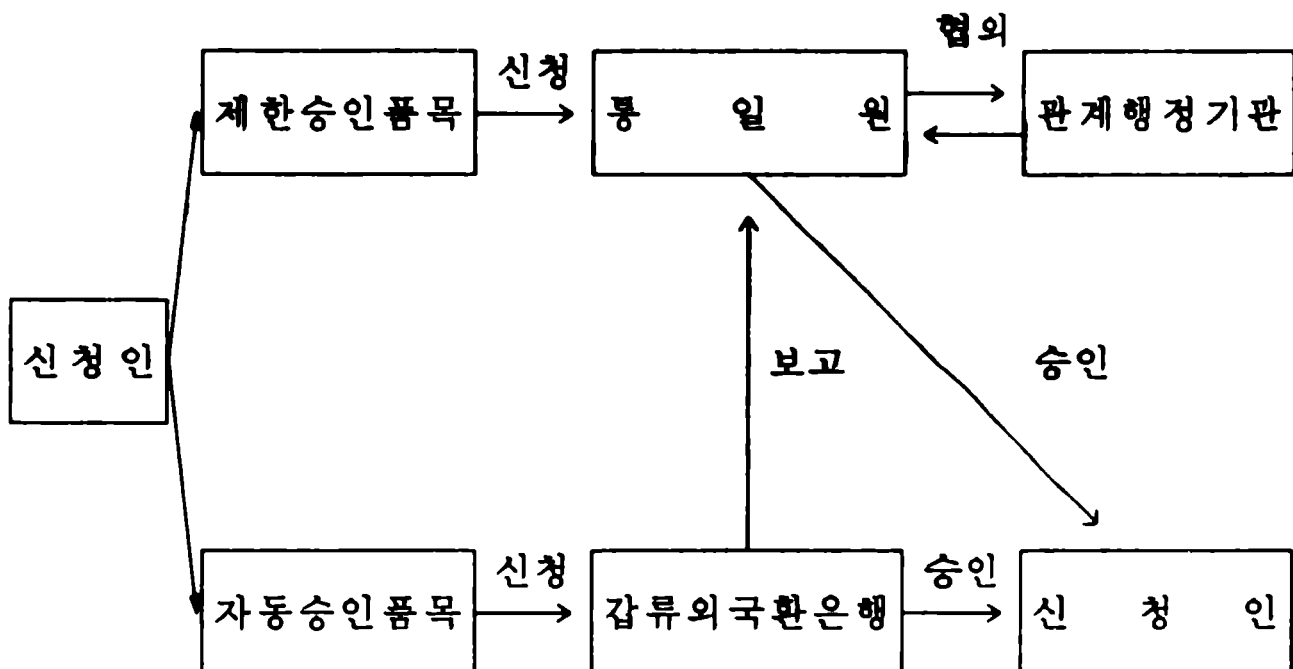 협의
신청
제한승인품목
통 일 원
관계행정기관
신청인
보고
승인
신청
승인
자동승인품목
갑류외국환은행
신 청 인